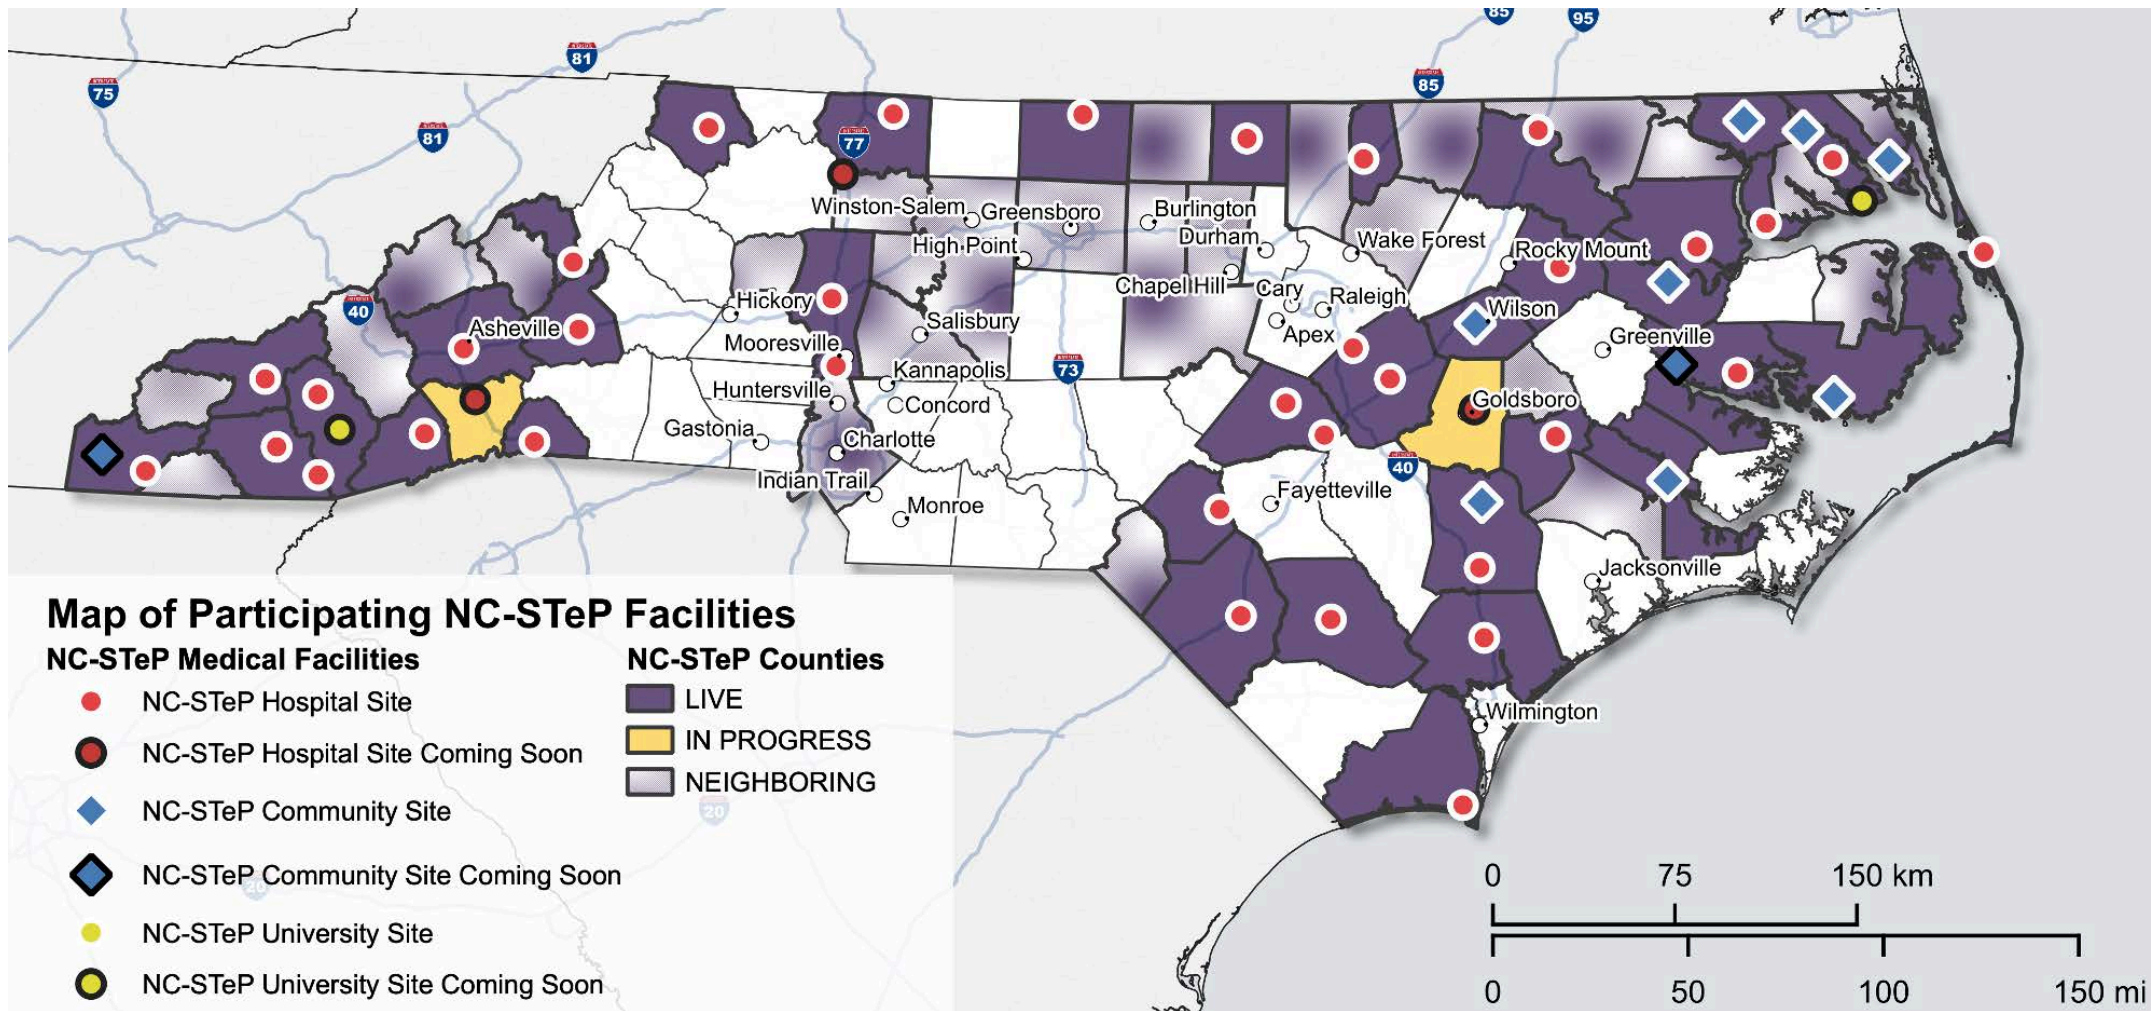 85
95
81
75
85
81
77
Winston-Salem
Greensboro
Burlington
High Point
Durham
Wake Forest
Rocky Mount
Chapel Hill
Cary
Raleigh
Hickory
40
Wilson
Asheville
Salisbury
Apex
Greenville
Mooresville
Kannapolis
73
Huntersville
Concord
Goldsboro
Gastonia
Charlotte
40
Indian Trail
Fayetteville
Monroe
Jacksonville
Wilmington
Map of Participating NC-STeP Facilities
NC-STeP Medical Facilities
NC-STeP Hospital Site
NC-STeP Hospital Site Coming Soon
NC-STeP Community Site
NC-STeP Community Site Coming Soon
NC-STeP University Site
NC-STeP University Site Coming Soon
NC-STeP Counties
LIVE
IN PROGRESS
NEIGHBORING
20
20
0 75 150 km
0 50 100 150 mi